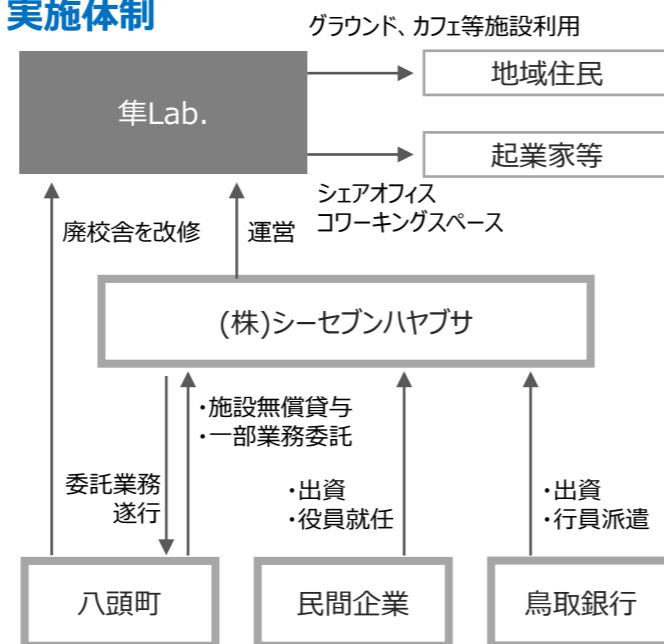 実施体制
グラウンド、カフェ等施設利用
隼Lab.
地域住民
起業家等
シェアオフィス
コワーキングスペース
廃校舎を改修
運営
(株)シーセブンハヤブサ
・施設無償貸与
・一部業務委託
委託業務
遂行
・出資
・役員就任
・出資
・行員派遣
八頭町
民間企業
鳥取銀行